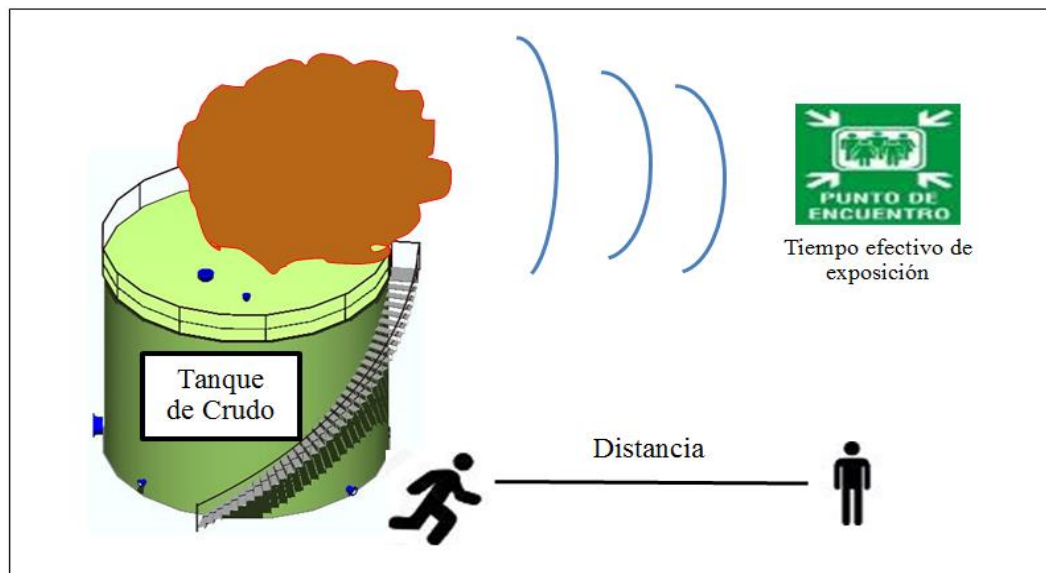 PUNTO DE
ENCUENTRO
Tiempo efectivo de
exposición
Tanque
de Crudo
Distancia